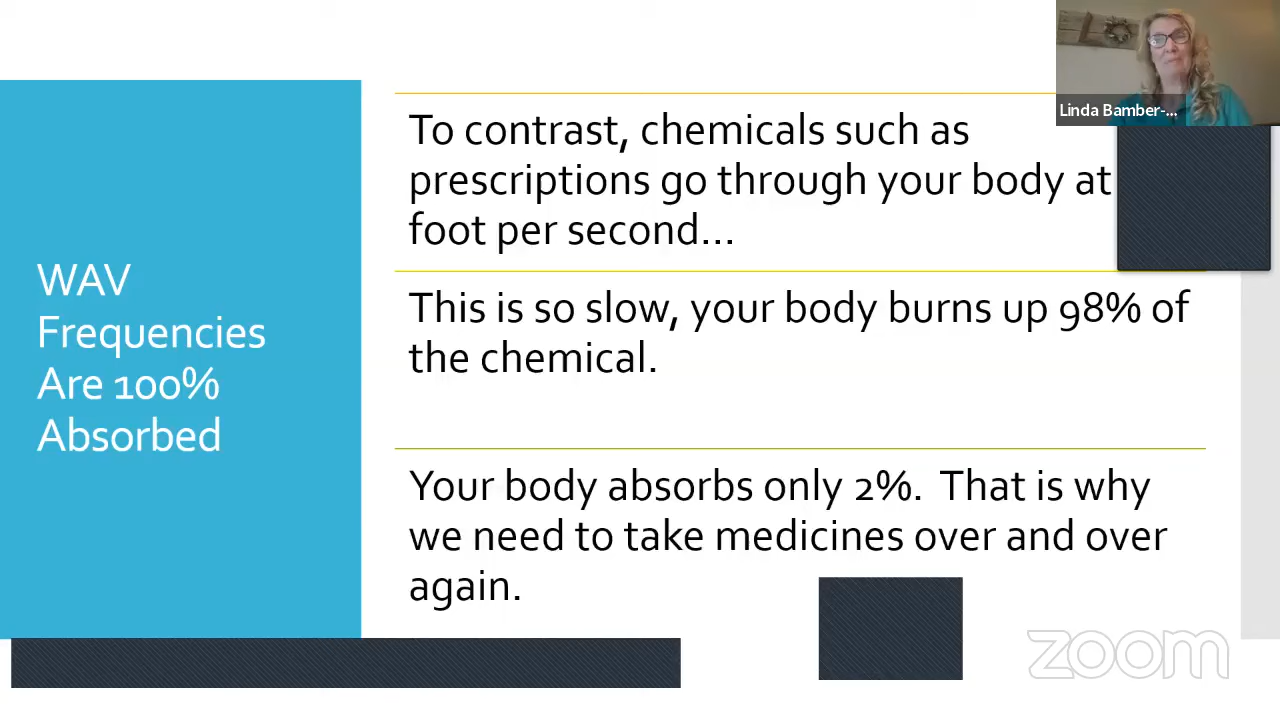 WAV
Frequencies
Are 100%
Absorbed
To contrast, chemicals such as
prescriptions go through your body at
foot per second...
This is so slow, your body burns up 98% of
the chemical.
Your body absorbs only 2%. That is why
we need to take medicines over and over
again.
Linda Bamber-...
zoom